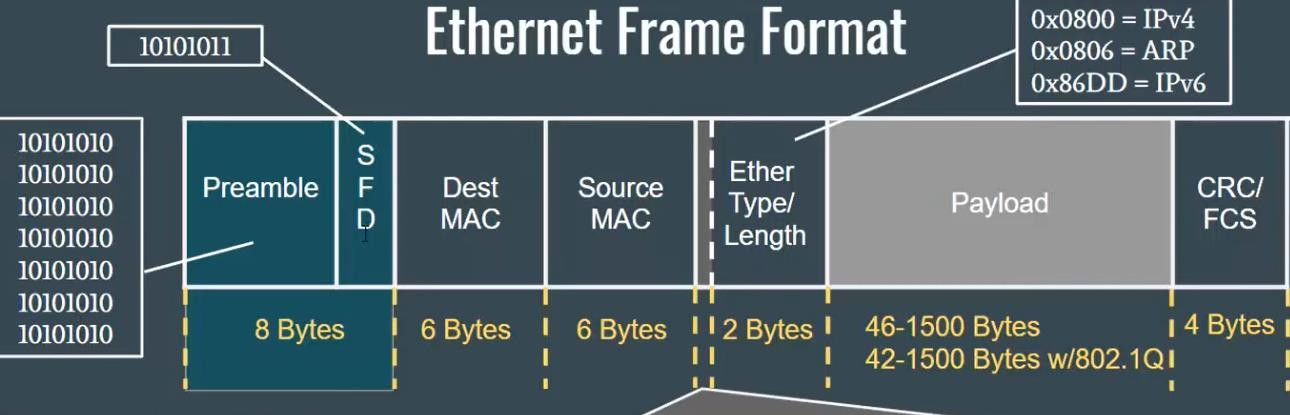 Ethernet Frame Format
10101011
0x0800 = IPv4
0x0806 = ARP
0x86DD = IPv6
10101010
10101010
10101010
10101010
10101010
10101010
10101010
Preamble
S
F
D
Dest
MAC
Source
MAC
Ether
Type/
Length
Payload
CRC/
FCS
8 Bytes
6 Bytes
6 Bytes
2 Bytes
46-1500 Bytes
42-1500 Bytes w/802.1Q
4 Bytes